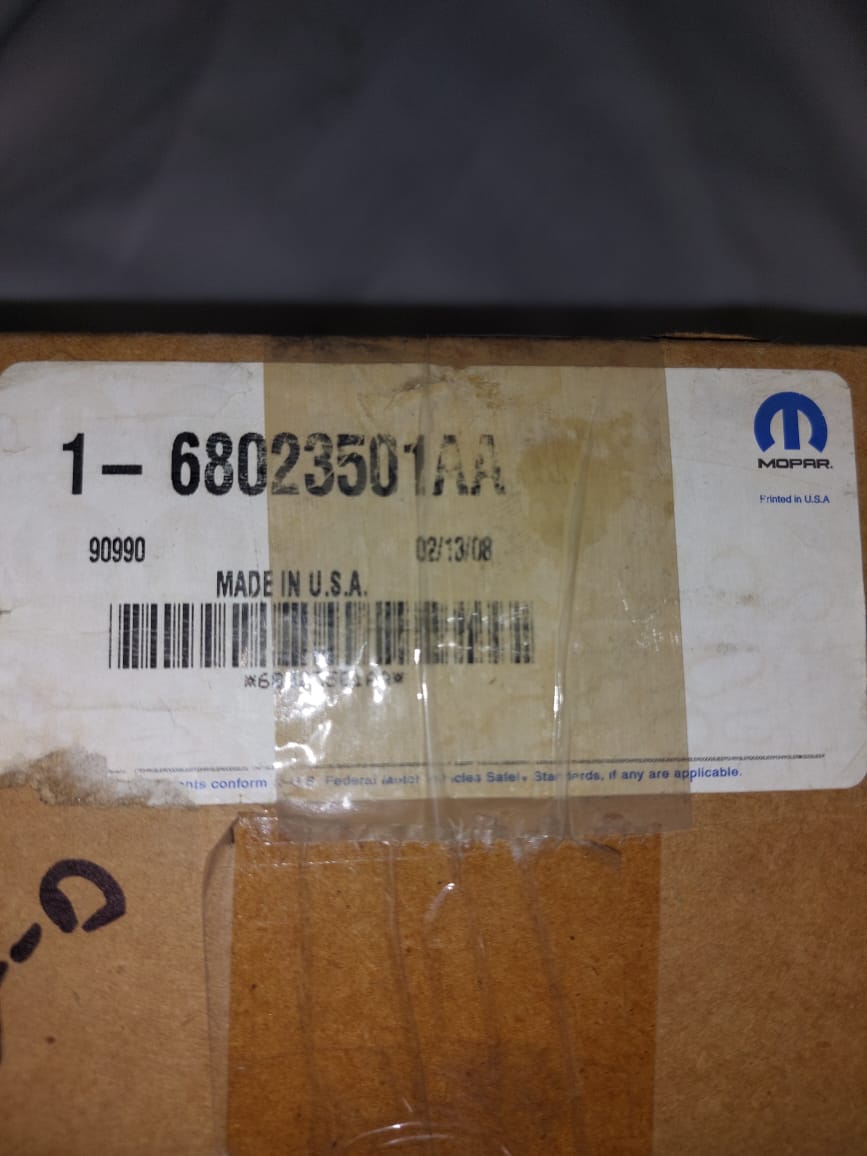 1- 68023501AA
MOPAR.
Printed in U.S.A
90990 02/13/08
MADE IN U.S.A.
conform U.S. Federal Motor Vehicles Safety Standards, if any are applicable.